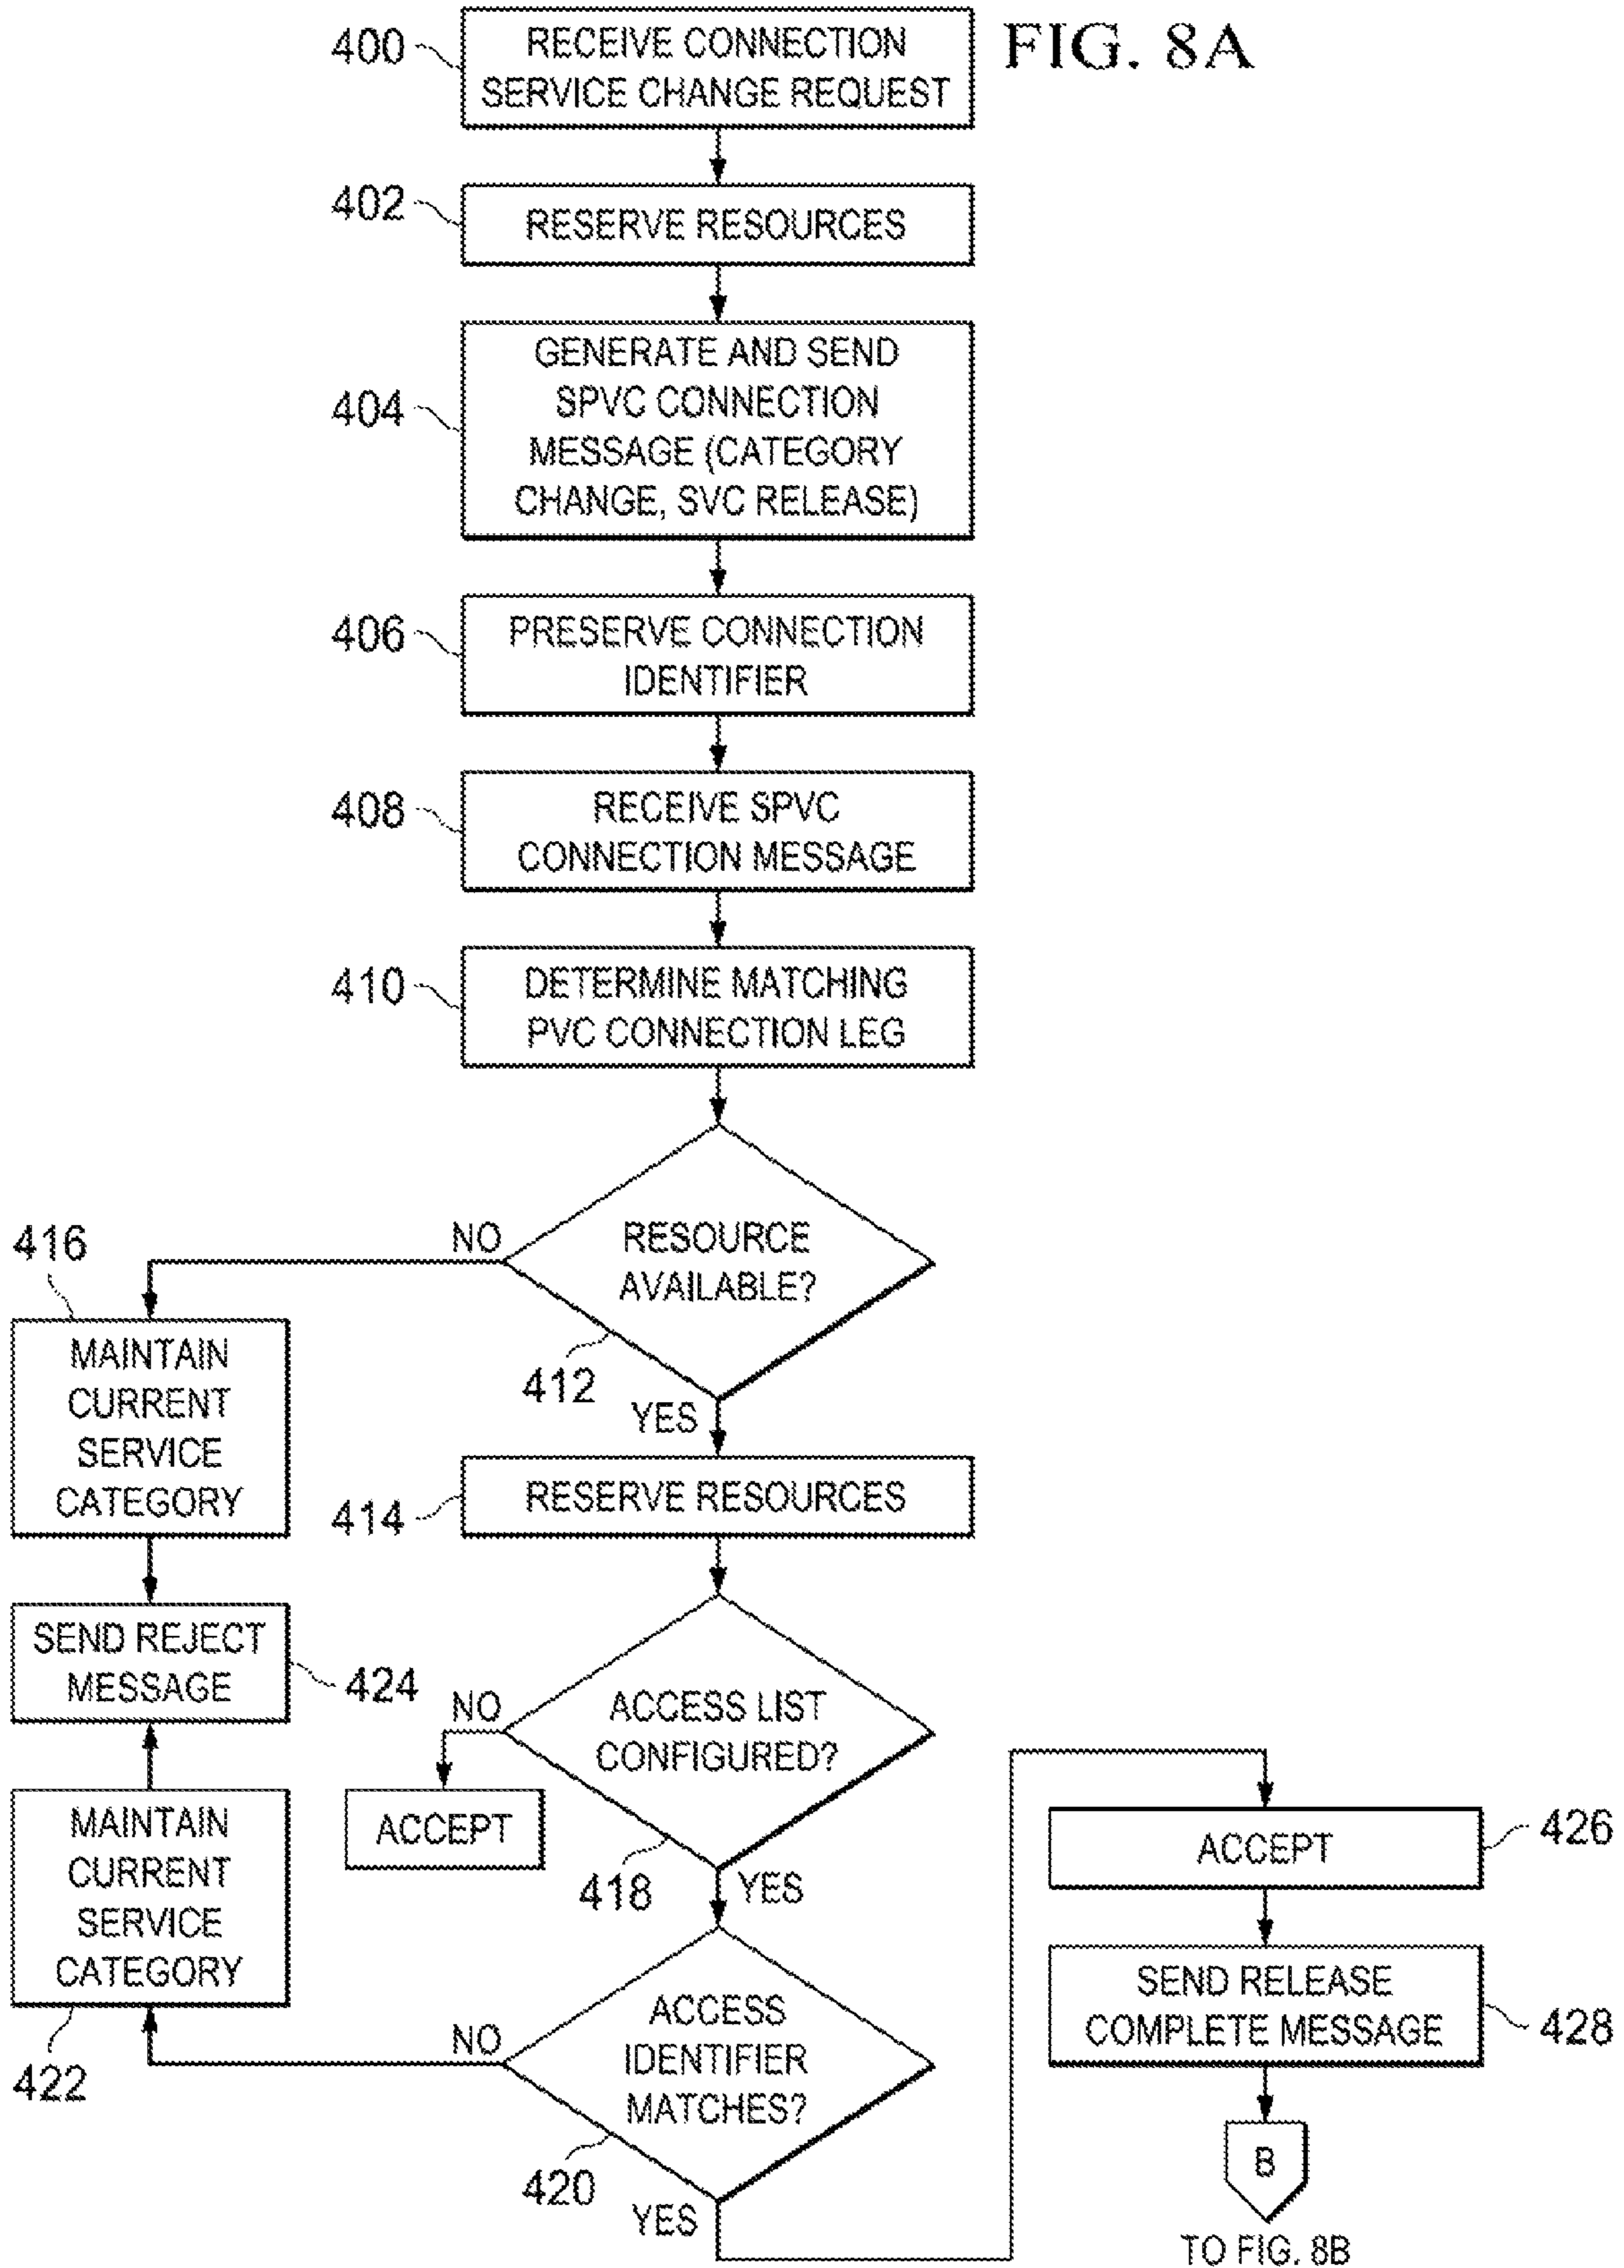 FIG. 8A
400
RECEIVE CONNECTION
SERVICE CHANGE REQUEST
402
RESERVE RESOURCES
404
GENERATE AND SEND
SPVC CONNECTION
MESSAGE (CATEGORY
CHANGE, SVC RELEASE)
406
PRESERVE CONNECTION
IDENTIFIER
408
RECEIVE SPVC
CONNECTION MESSAGE
410
DETERMINE MATCHING
PVC CONNECTION LEG
RESOURCE
AVAILABLE?
412
NO
YES
416
MAINTAIN
CURRENT
SERVICE
CATEGORY
414
RESERVE RESOURCES
SEND REJECT
MESSAGE
424
ACCESS LIST
CONFIGURED?
418
NO
ACCEPT
YES
MAINTAIN
CURRENT
SERVICE
CATEGORY
422
ACCESS
IDENTIFIER
MATCHES?
420
NO
YES
ACCEPT
426
SEND RELEASE
COMPLETE MESSAGE
428
B
TO FIG. 8B